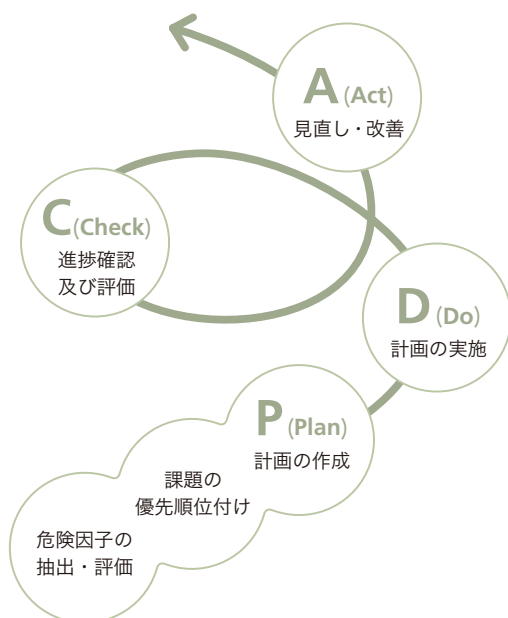 A (Act)
見直し・改善
C (Check)
進捗確認
及び評価
D (Do)
計画の実施
P (Plan)
計画の作成
課題の
優先順位付け
危険因子の
抽出・評価